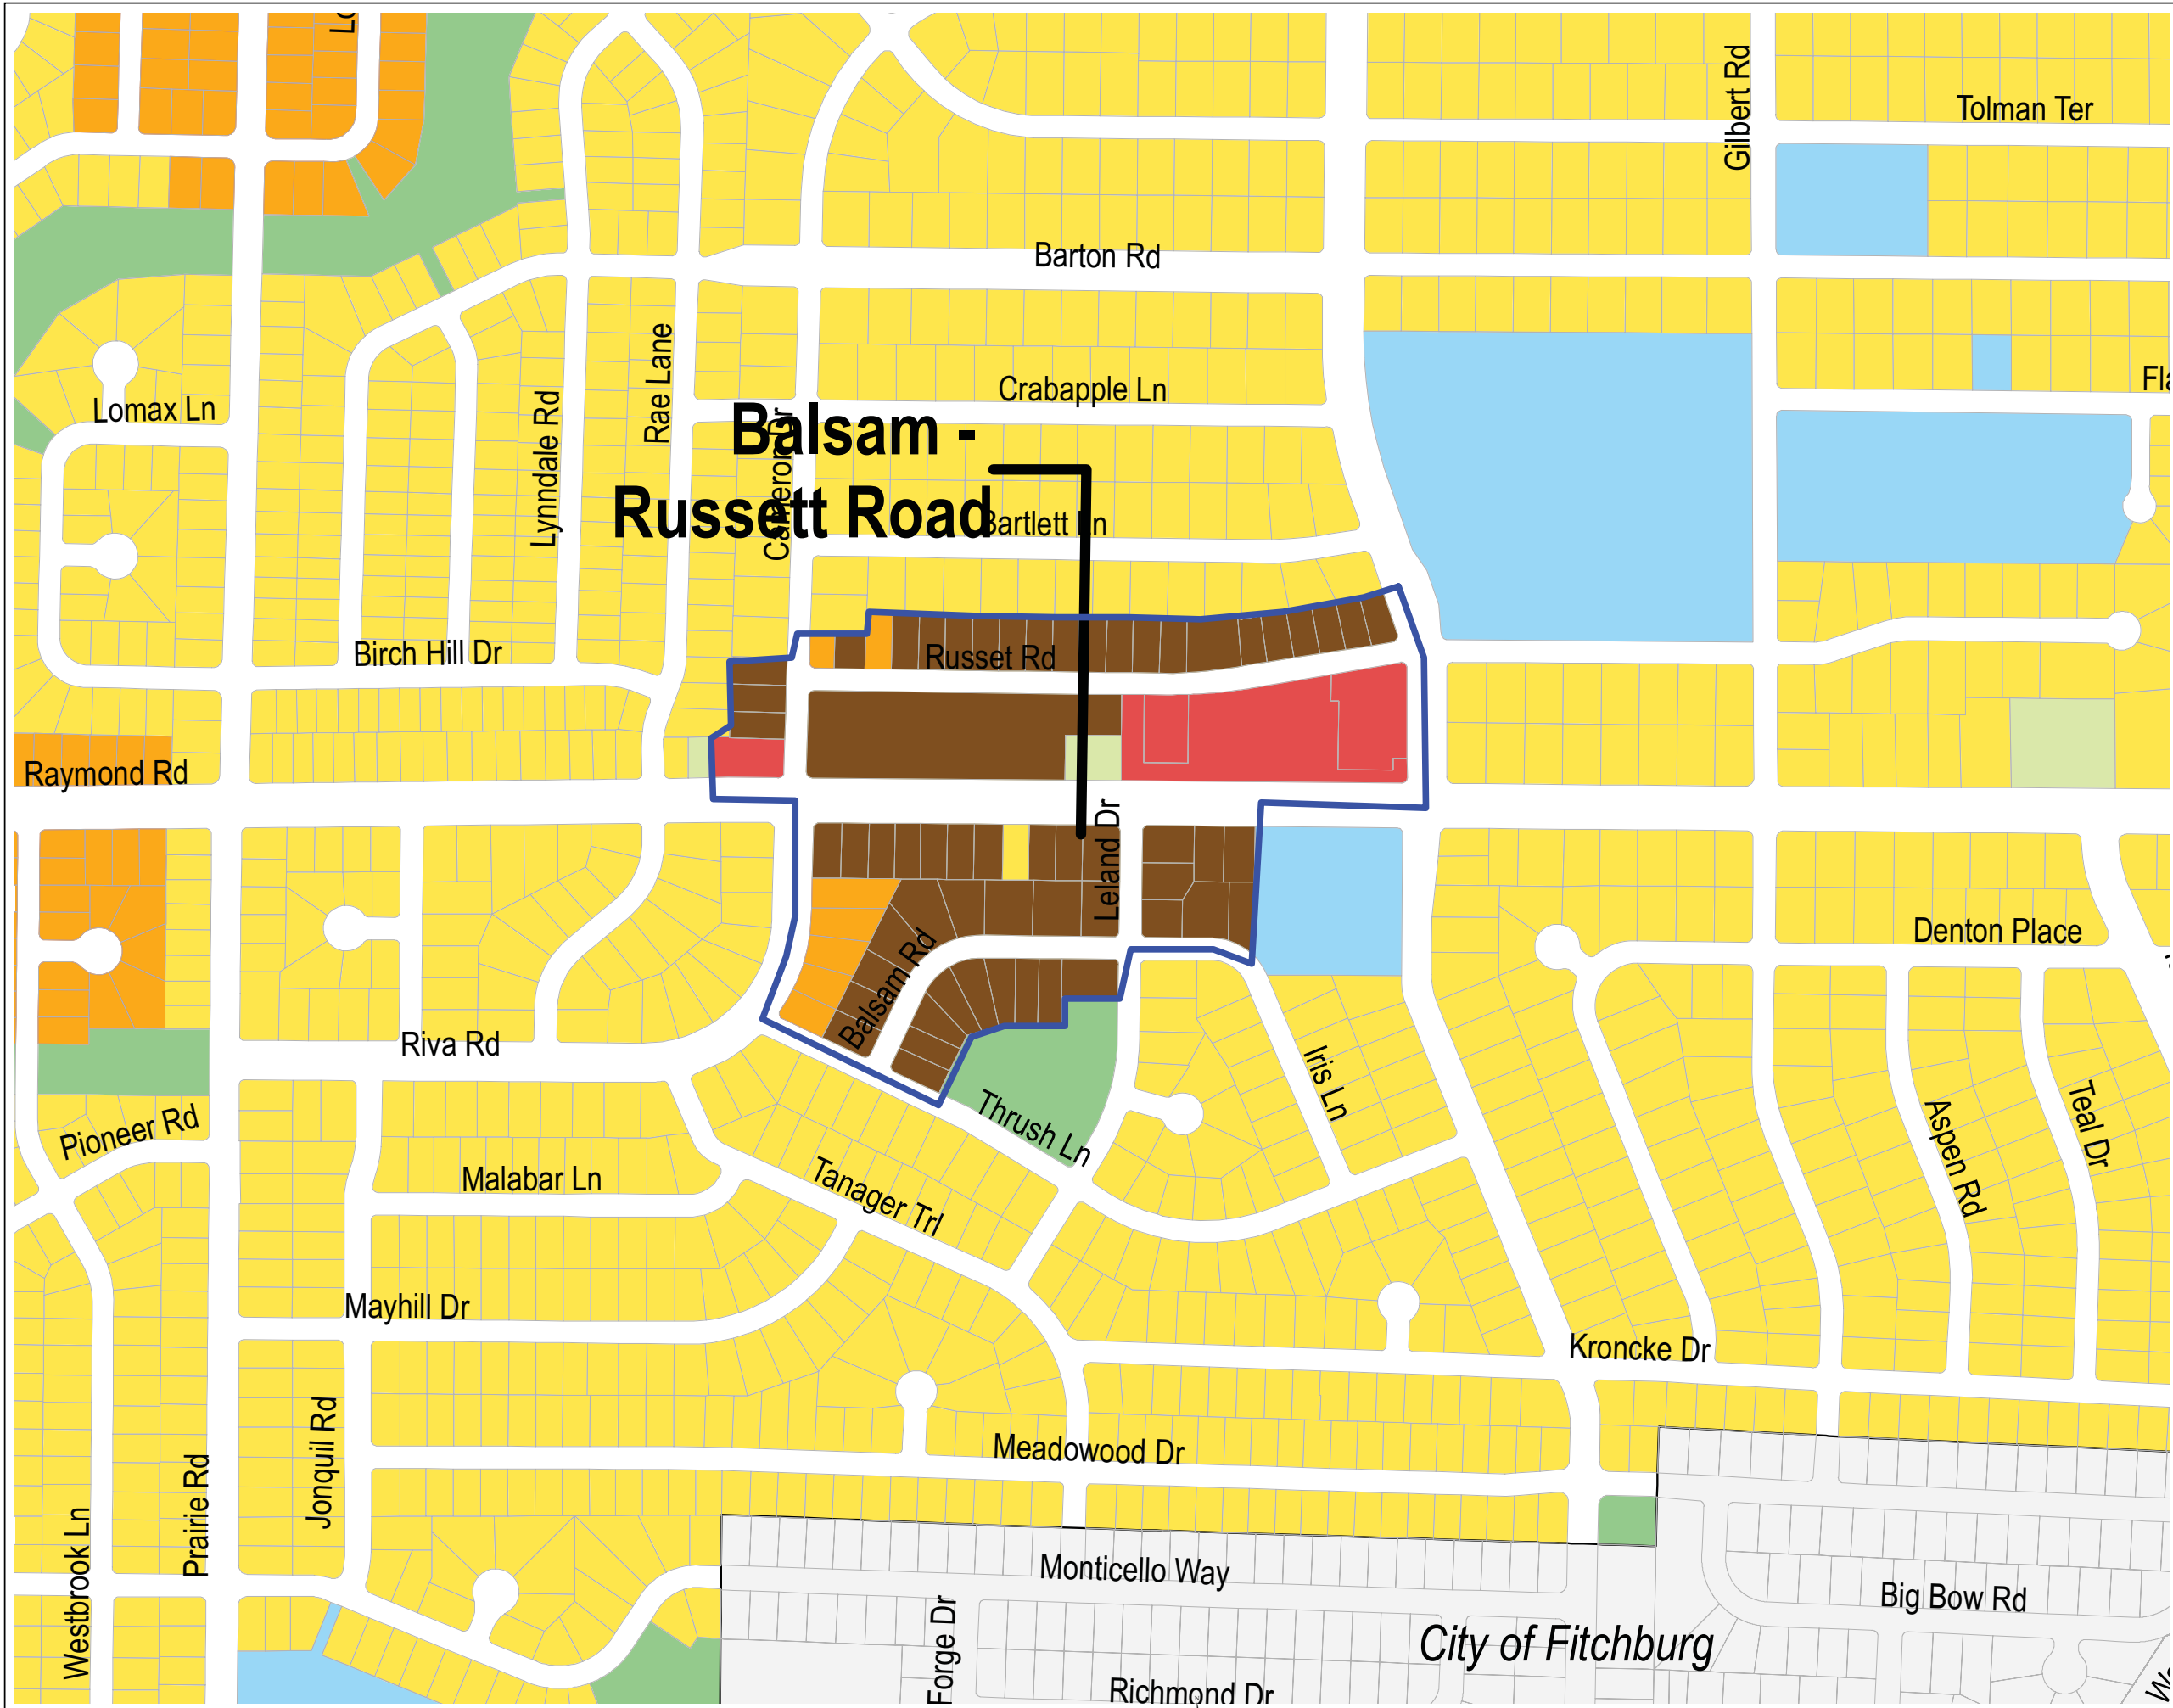 Gilbert Rd
Tolman Ter
Barton Rd
Rae Lane
Crabapple Ln
Lomax Ln
Lynndale Rd
Cameron Dr
Balsam -
Russett Road
Bartlett Ln
Birch Hill Dr
Russet Rd
Raymond Rd
Leland Dr
Denton Place
Balsam Rd
Riva Rd
Iris Ln
Thrush Ln
Pioneer Rd
Aspen Rd
Teal Dr
Malabar Ln
Tanager Trl
Mayhill Dr
Kroncke Dr
Jonquil Rd
Meadowood Dr
Prairie Rd
Westbrook Ln
Monticello Way
Big Bow Rd
Forge Dr
City of Fitchburg
Richmond Dr